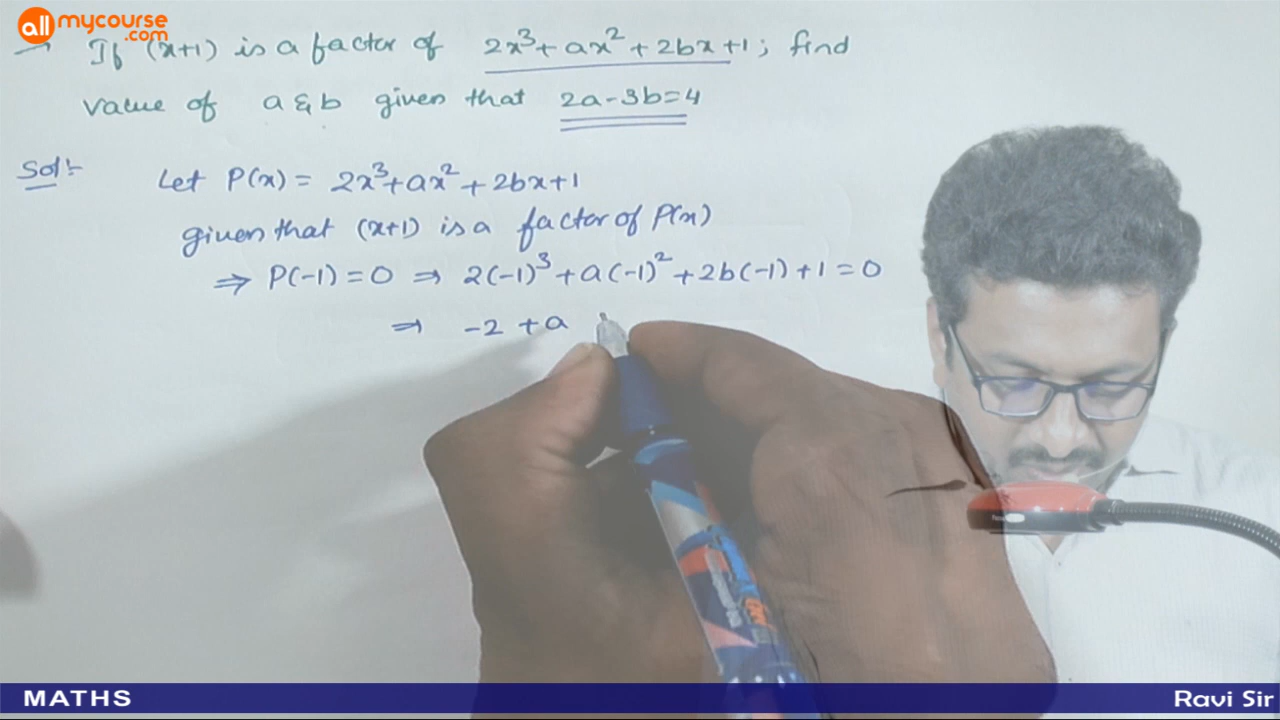 allmycourse
.com
→ If (x+1) is a factor of 2x³+ax²+2bx+1; find
value of a & b given that 2a-3b=4
Sol:- Let P(x) = 2x³+ax²+2bx+1
given that (x+1) is a factor of P(x)
⇒ P(-1)=0 ⇒ 2(-1)³+a(-1)²+2b(-1)+1=0
⇒ -2 +a
MATHS
Ravi Sir